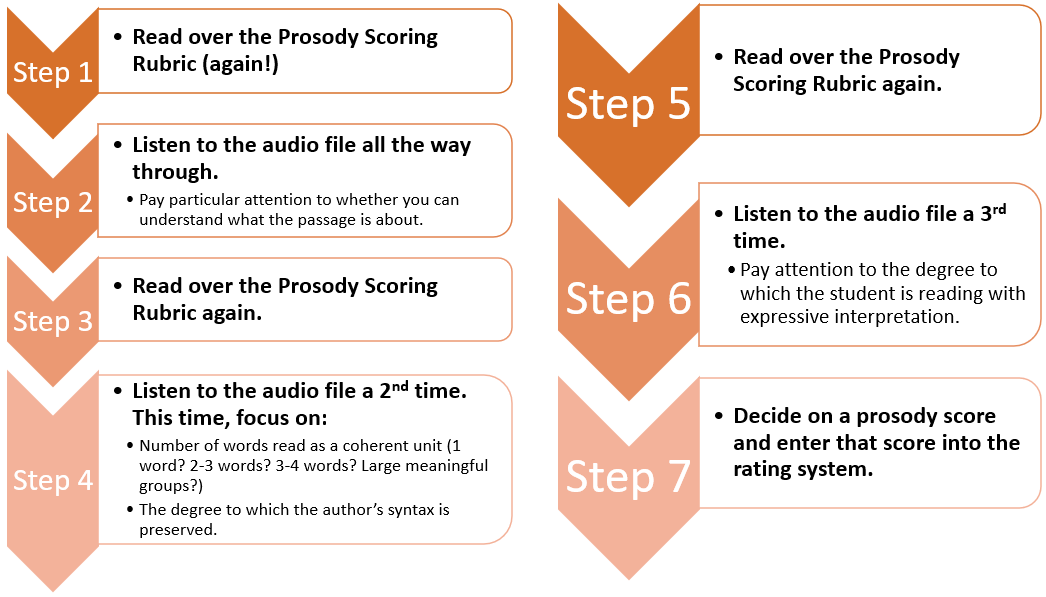 Step 1
• Read over the Prosody Scoring
Rubric (again!)
Step 2
• Listen to the audio file all the way
through.
• Pay particular attention to whether you can
understand what the passage is about.
Step 3
• Read over the Prosody Scoring
Rubric again.
Step 4
• Listen to the audio file a 2nd time.
This time, focus on:
• Number of words read as a coherent unit (1
word? 2-3 words? 3-4 words? Large meaningful
groups?)
• The degree to which the author’s syntax is
preserved.
Step 5
• Read over the Prosody
Scoring Rubric again.
Step 6
• Listen to the audio file a 3rd
time.
• Pay attention to the degree to
which the student is reading with
expressive interpretation.
Step 7
• Decide on a prosody score
and enter that score into the
rating system.